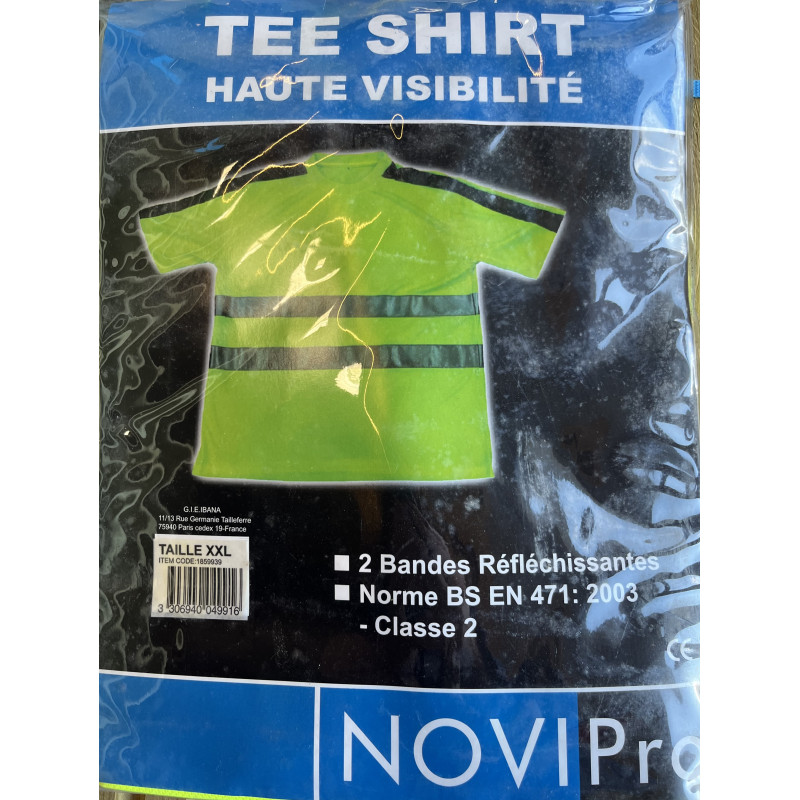 TEE SHIRT
HAUTE VISIBILITÉ
G.I.E.IBANA
11/13 Rue Germanie Tailleferre
75940 Paris cedex 19-France
TAILLE XXL
ITEM CODE:1859939
3 306940 049916
2 Bandes Réfléchissantes
Norme BS EN 471: 2003
- Classe 2
CE
NOVIPro